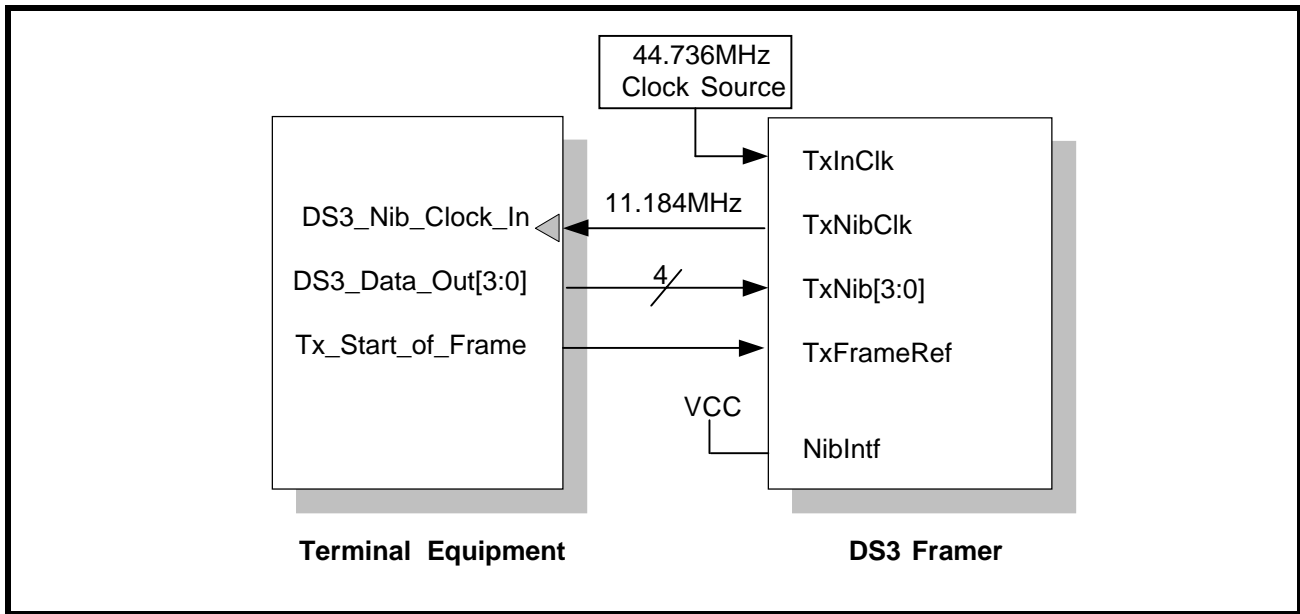 44.736MHz
Clock Source
TxInClk
DS3_Nib_Clock_In
11.184MHz
TxNibClk
DS3_Data_Out[3:0]
4
TxNib[3:0]
Tx_Start_of_Frame
TxFrameRef
VCC
NibIntf
Terminal Equipment
DS3 Framer